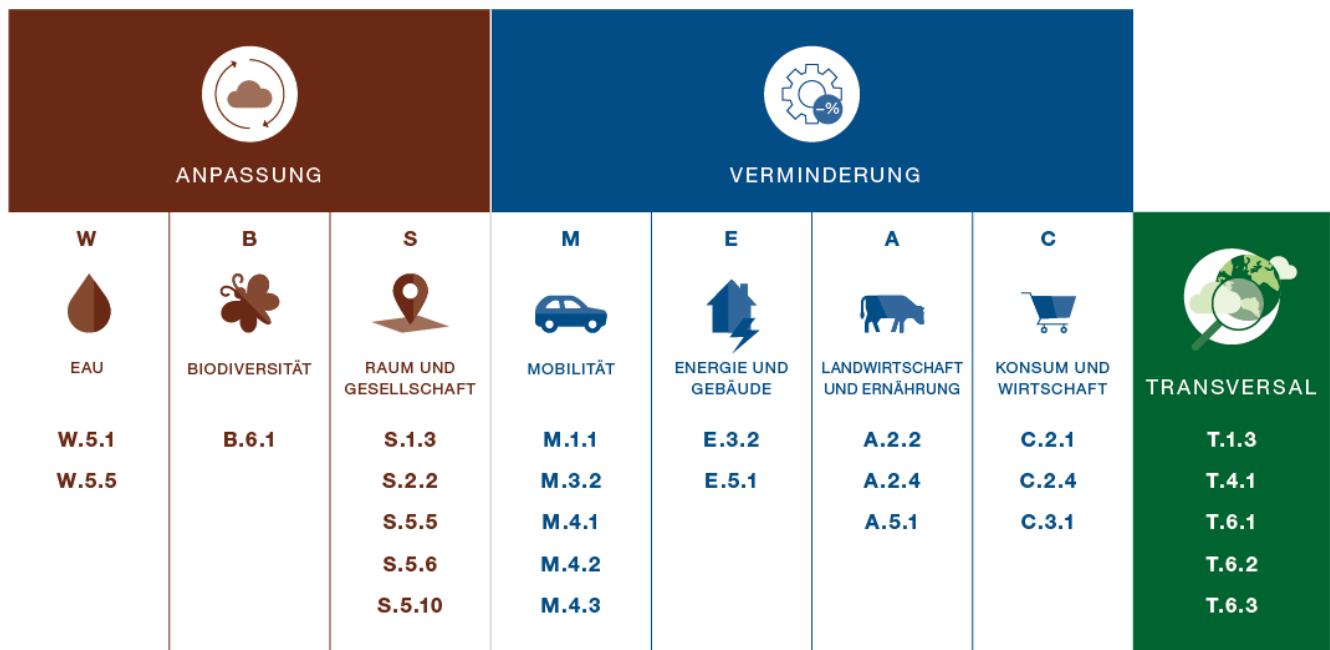 ANPASSUNG
–%
VERMINDERUNG
W
B
S
M
E
A
C
EAU
BIODIVERSITÄT
RAUM UND
GESELLSCHAFT
MOBILITÄT
ENERGIE UND
GEBÄUDE
LANDWIRTSCHAFT
UND ERNÄHRUNG
KONSUM UND
WIRTSCHAFT
TRANSVERSAL
W.5.1
W.5.5
B.6.1
S.1.3
S.2.2
S.5.5
S.5.6
S.5.10
M.1.1
M.3.2
M.4.1
M.4.2
M.4.3
E.3.2
E.5.1
A.2.2
A.2.4
A.5.1
C.2.1
C.2.4
C.3.1
T.1.3
T.4.1
T.6.1
T.6.2
T.6.3